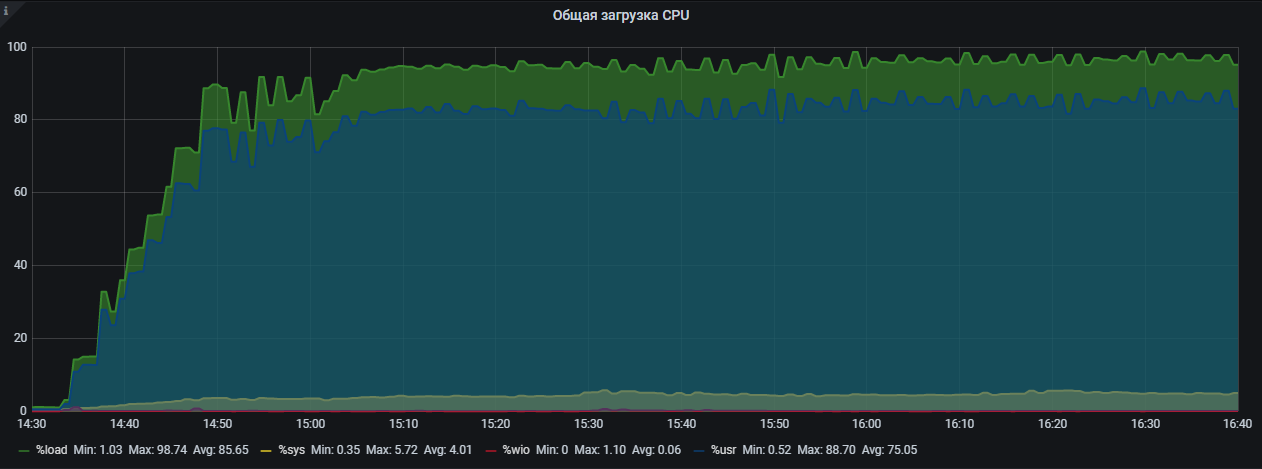 i
Общая загрузка CPU
100
80
60
40
20
0
14:30 14:40 14:50 15:00 15:10 15:20 15:30 15:40 15:50 16:00 16:10 16:20 16:30 16:40
%load Min: 1.03 Max: 98.74 Avg: 85.65 %sys Min: 0.35 Max: 5.72 Avg: 4.01 %wio Min: 0 Max: 1.10 Avg: 0.06 %usr Min: 0.52 Max: 88.70 Avg: 75.05